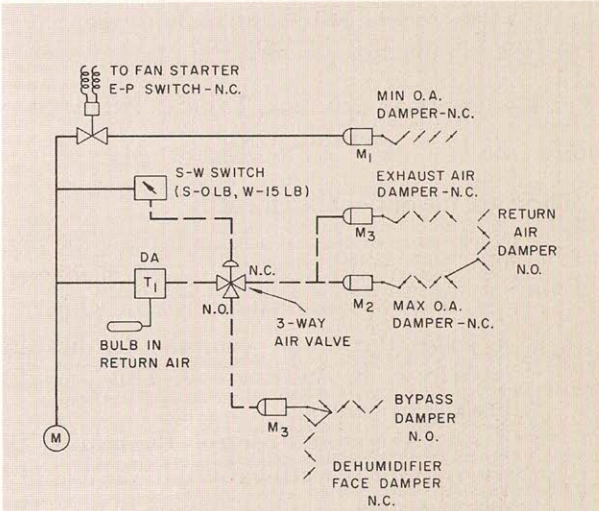 TO FAN STARTER
E-P SWITCH-N.C.
MIN O.A.
DAMPER-N.C.
M1
S-W SWITCH
(S-0LB, W-15 LB)
EXHAUST AIR
DAMPER-N.C.
M3
RETURN
AIR
DAMPER
N.O.
DA
T1
N.C.
N.O.
M2
MAX O.A.
DAMPER-N.C.
3-WAY
AIR VALVE
BULB IN
RETURN AIR
M
M3
BYPASS
DAMPER
N.O.
DEHUMIDIFIER
FACE DAMPER
N.C.